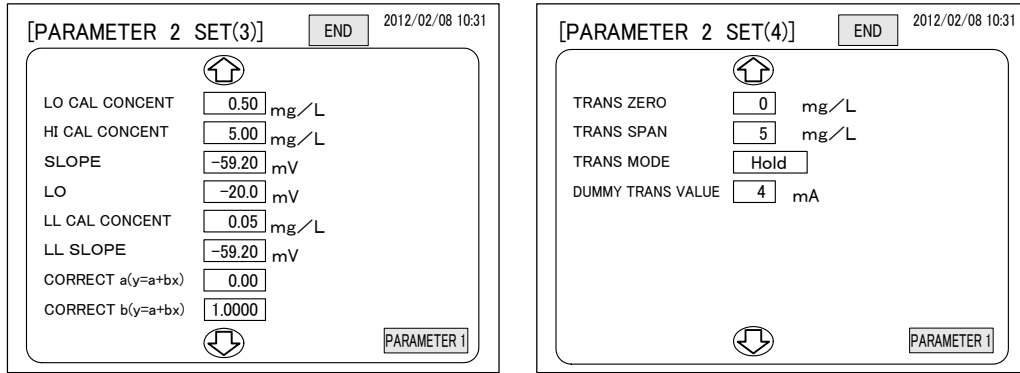 [PARAMETER 2 SET(3)] END 2012/02/08 10:31
LO CAL CONCENT 0.50 mg／L
HI CAL CONCENT 5.00 mg／L
SLOPE −59.20 mV
LO −20.0 mV
LL CAL CONCENT 0.05 mg／L
LL SLOPE −59.20 mV
CORRECT a(y=a+bx) 0.00
CORRECT b(y=a+bx) 1.0000
PARAMETER 1
[PARAMETER 2 SET(4)] END 2012/02/08 10:31
TRANS ZERO 0 mg／L
TRANS SPAN 5 mg／L
TRANS MODE Hold
DUMMY TRANS VALUE 4 mA
PARAMETER 1